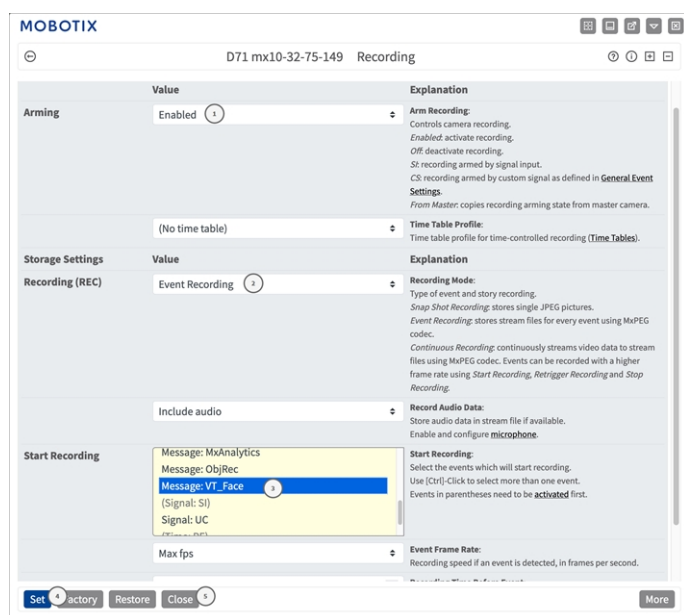 MOBOTIX
D71 mx10-32-75-149 Recording
Value Explanation
Arming Enabled 1 Arm Recording:
Controls camera recording.
Enabled: activate recording.
Off: deactivate recording.
SI: recording armed by signal input.
CS: recording armed by custom signal as defined in General Event
Settings.
From Master: copies recording arming state from master camera.
(No time table) Time Table Profile:
Time table profile for time-controlled recording (Time Tables).
Storage Settings Value Explanation
Recording (REC) Event Recording 2 Recording Mode:
Type of event and story recording.
Snap Shot Recording: stores single JPEG pictures.
Event Recording: stores stream files for every event using MxPEG
codec.
Continuous Recording: continuously streams video data to stream
files using MxPEG codec. Events can be recorded with a higher
frame rate using Start Recording, Retrigger Recording and Stop
Recording.
Include audio Record Audio Data:
Store audio data in stream file if available.
Enable and configure microphone.
Start Recording Message: MxAnalytics Start Recording:
Message: ObjRec Select the events which will start recording.
Message: VT_Face 3 Use [Ctrl]-Click to select more than one event.
(Signal: SI) Events in parentheses need to be activated first.
Signal: UC
Max fps Event Frame Rate:
Recording speed if an event is detected, in frames per second.
Recording Time Before Event
Set 4 actory Restore Close 5 More